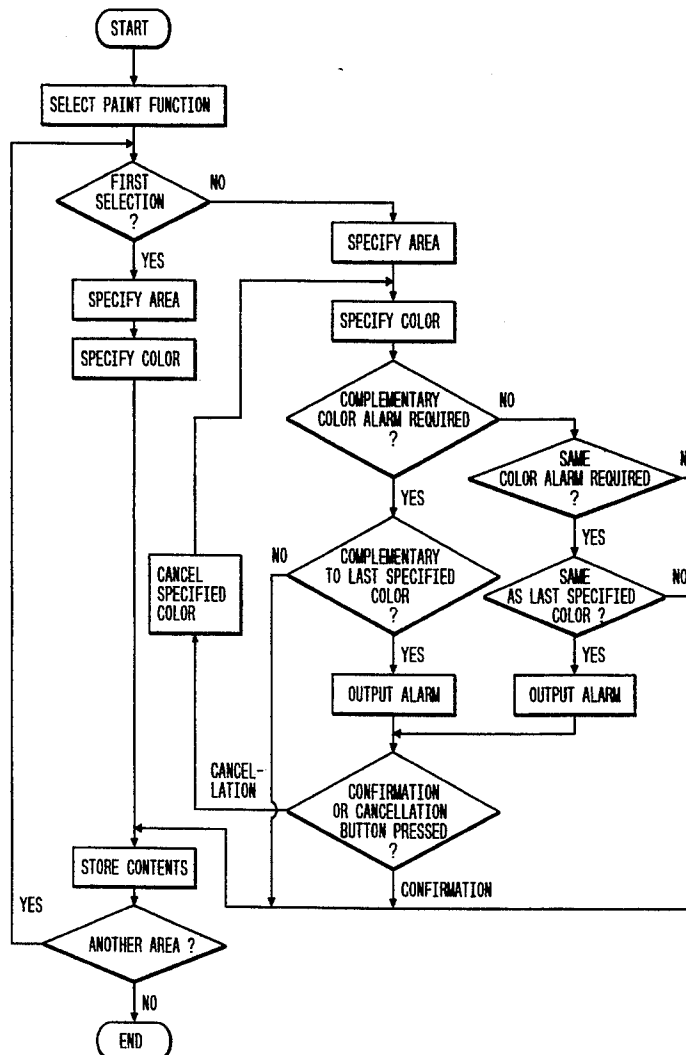 START
SELECT PAINT FUNCTION
FIRST
SELECTION
?
NO
YES
SPECIFY AREA
SPECIFY COLOR
SPECIFY AREA
SPECIFY COLOR
COMPLEMENTARY
COLOR ALARM REQUIRED
?
NO
YES
SAME
COLOR ALARM REQUIRED
?
N
YES
COMPLEMENTARY
TO LAST SPECIFIED
COLOR
?
NO
YES
SAME
AS LAST SPECIFIED
COLOR ?
NO
YES
CANCEL
SPECIFIED
COLOR
OUTPUT ALARM
OUTPUT ALARM
CONFIRMATION
OR CANCELLATION
BUTTON PRESSED
?
CANCEL-
LATION
CONFIRMATION
STORE CONTENTS
ANOTHER AREA ?
YES
NO
END